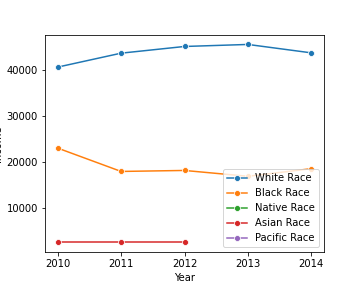 40000
30000
20000
10000
2010 2011 2012 2013 2014
Year
White Race
Black Race
Native Race
Asian Race
Pacific Race